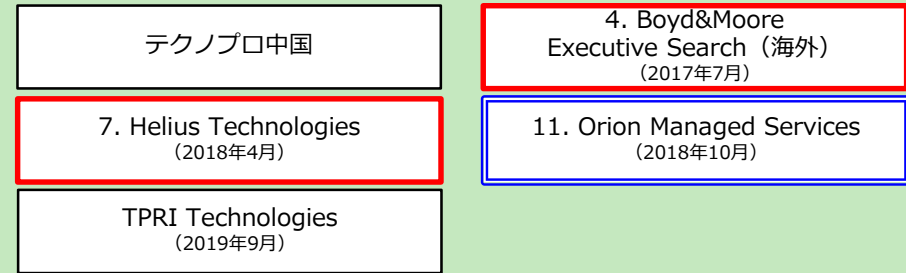 テクノプロ中国
4. Boyd&Moore
Executive Search（海外）
（2017年7月）
7. Helius Technologies
（2018年4月）
11. Orion Managed Services
（2018年10月）
TPRI Technologies
（2019年9月）